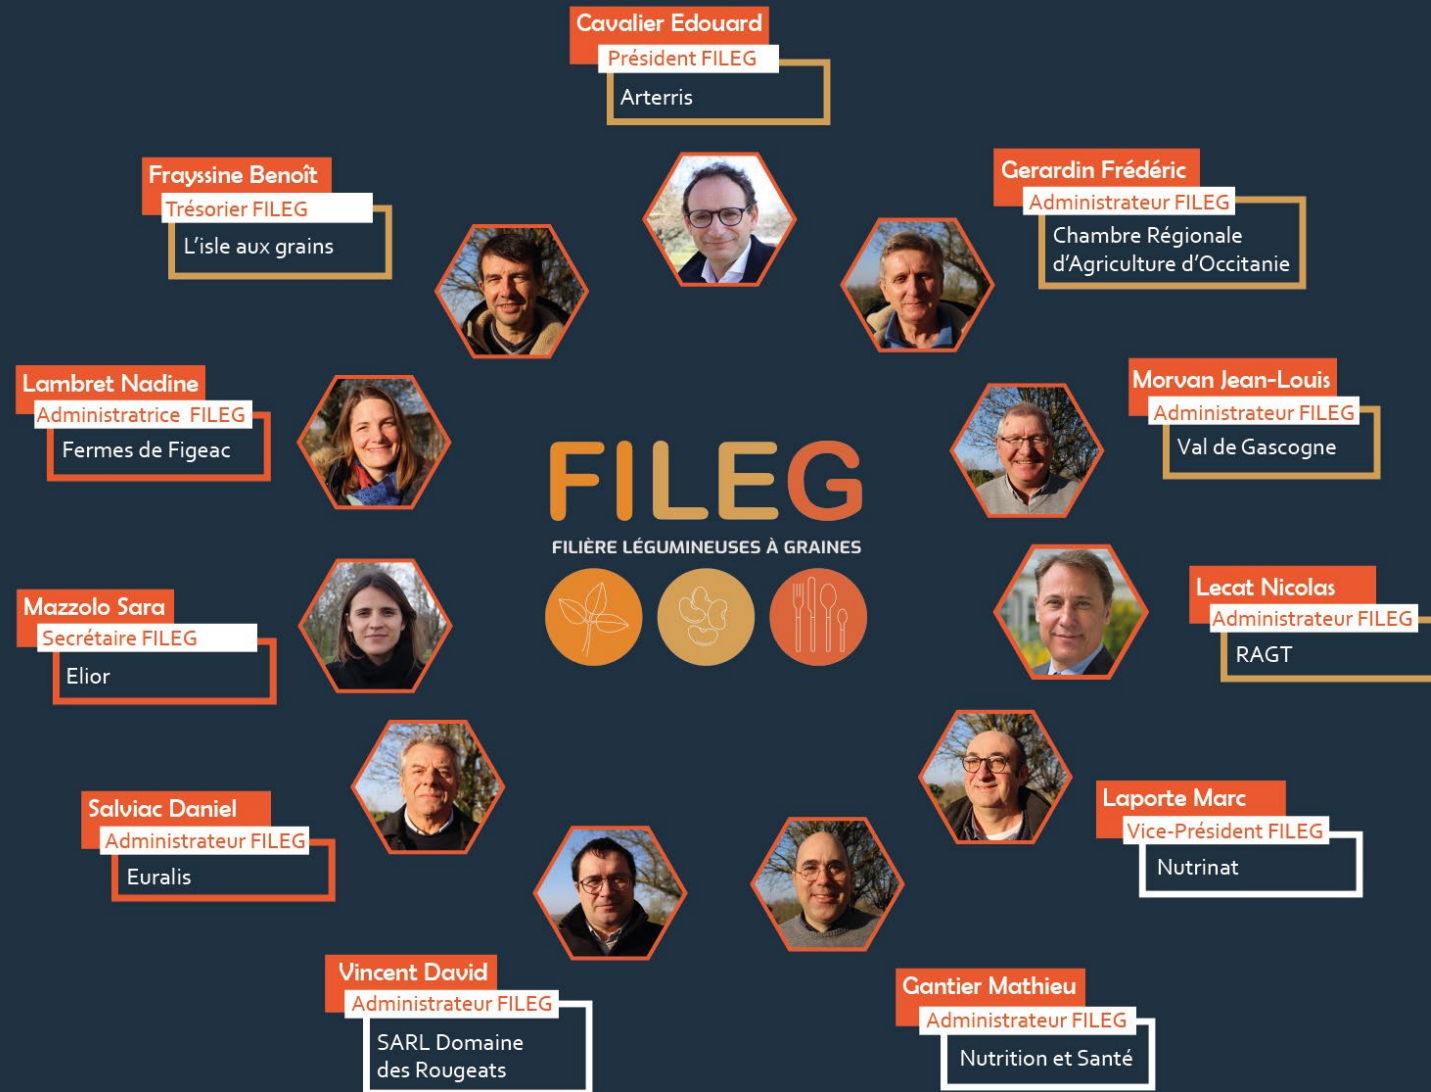 Cavalier Edouard
Président FILEG
Arterris
Frayssine Benoît
Trésorier FILEG
L'isle aux grains
Gerardin Frédéric
Administrateur FILEG
Chambre Régionale
d'Agriculture d'Occitanie
Lambret Nadine
Administratrice FILEG
Fermes de Figeac
Morvan Jean-Louis
Administrateur FILEG
Val de Gascogne
FILEG
FILIÈRE LÉGUMINEUSES À GRAINES
Mazzolo Sara
Secrétaire FILEG
Elior
Lecat Nicolas
Administrateur FILEG
RAGT
Salviac Daniel
Administrateur FILEG
Euralis
Laporte Marc
Vice-Président FILEG
Nutrinat
Vincent David
Administrateur FILEG
SARL Domaine
des Rougeats
Gantier Mathieu
Administrateur FILEG
Nutrition et Santé